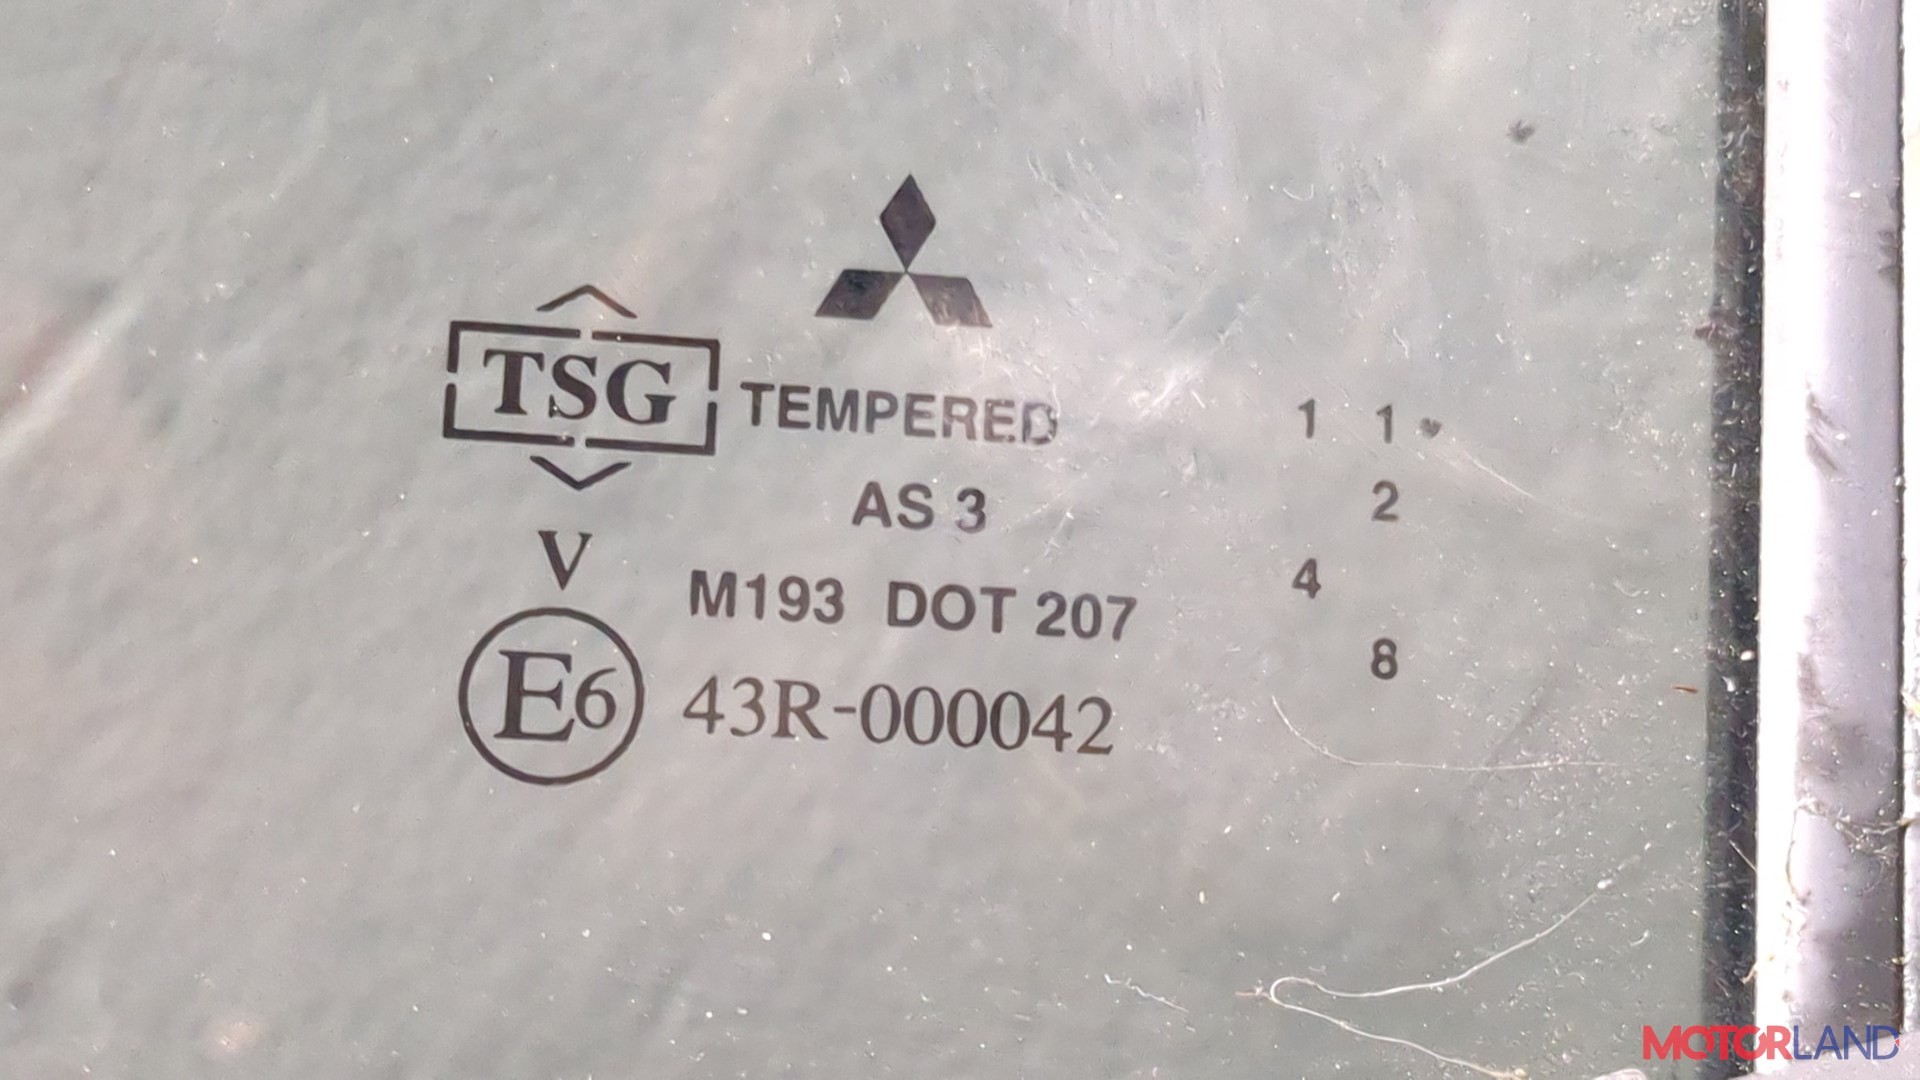 TSG
TEMPERED
AS 3
V
M193 DOT 207
E6
43R-000042
1 1
2
4
8
MOTORLAND